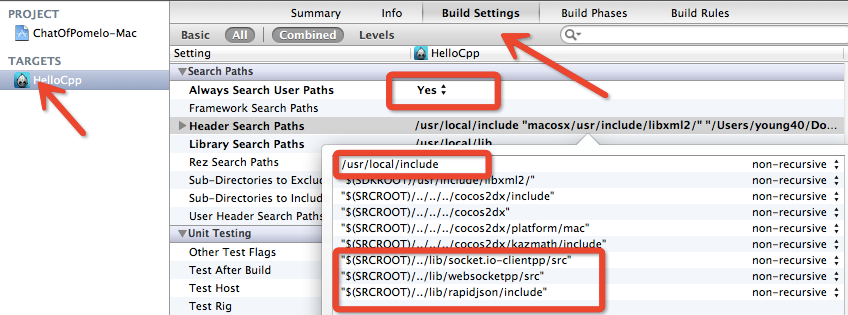 PROJECT
ChatOfPomelo-Mac
TARGETS
HelloCpp
Summary Info Build Settings Build Phases Build Rules
Basic All Combined Levels
Setting HelloCpp
Search Paths
Always Search User Paths Yes
Framework Search Paths
Header Search Paths /usr/local/include "macosx/usr/include/libxml2/" "/Users/young40/Do...
Library Search Paths /usr/local/lib
Rez Search Paths
Sub-Directories to Exclu
Sub-Directories to Includ
User Header Search Paths
Unit Testing
Other Test Flags
Test After Build
Test Host
Test Rig
/usr/local/include non-recursive
"$(SDKROOT)/usr/include/libxml2/" non-recursive
"$(SRCROOT)/../../../cocos2dx/include" non-recursive
"$(SRCROOT)/../../../cocos2dx" non-recursive
"$(SRCROOT)/../../../cocos2dx/platform/mac" non-recursive
"$(SRCROOT)/../../../cocos2dx/kazmath/include" non-recursive
"$(SRCROOT)/../lib/socket.io-clientpp/src" non-recursive
"$(SRCROOT)/../lib/websocketpp/src" non-recursive
"$(SRCROOT)/../lib/rapidjson/include" non-recursive